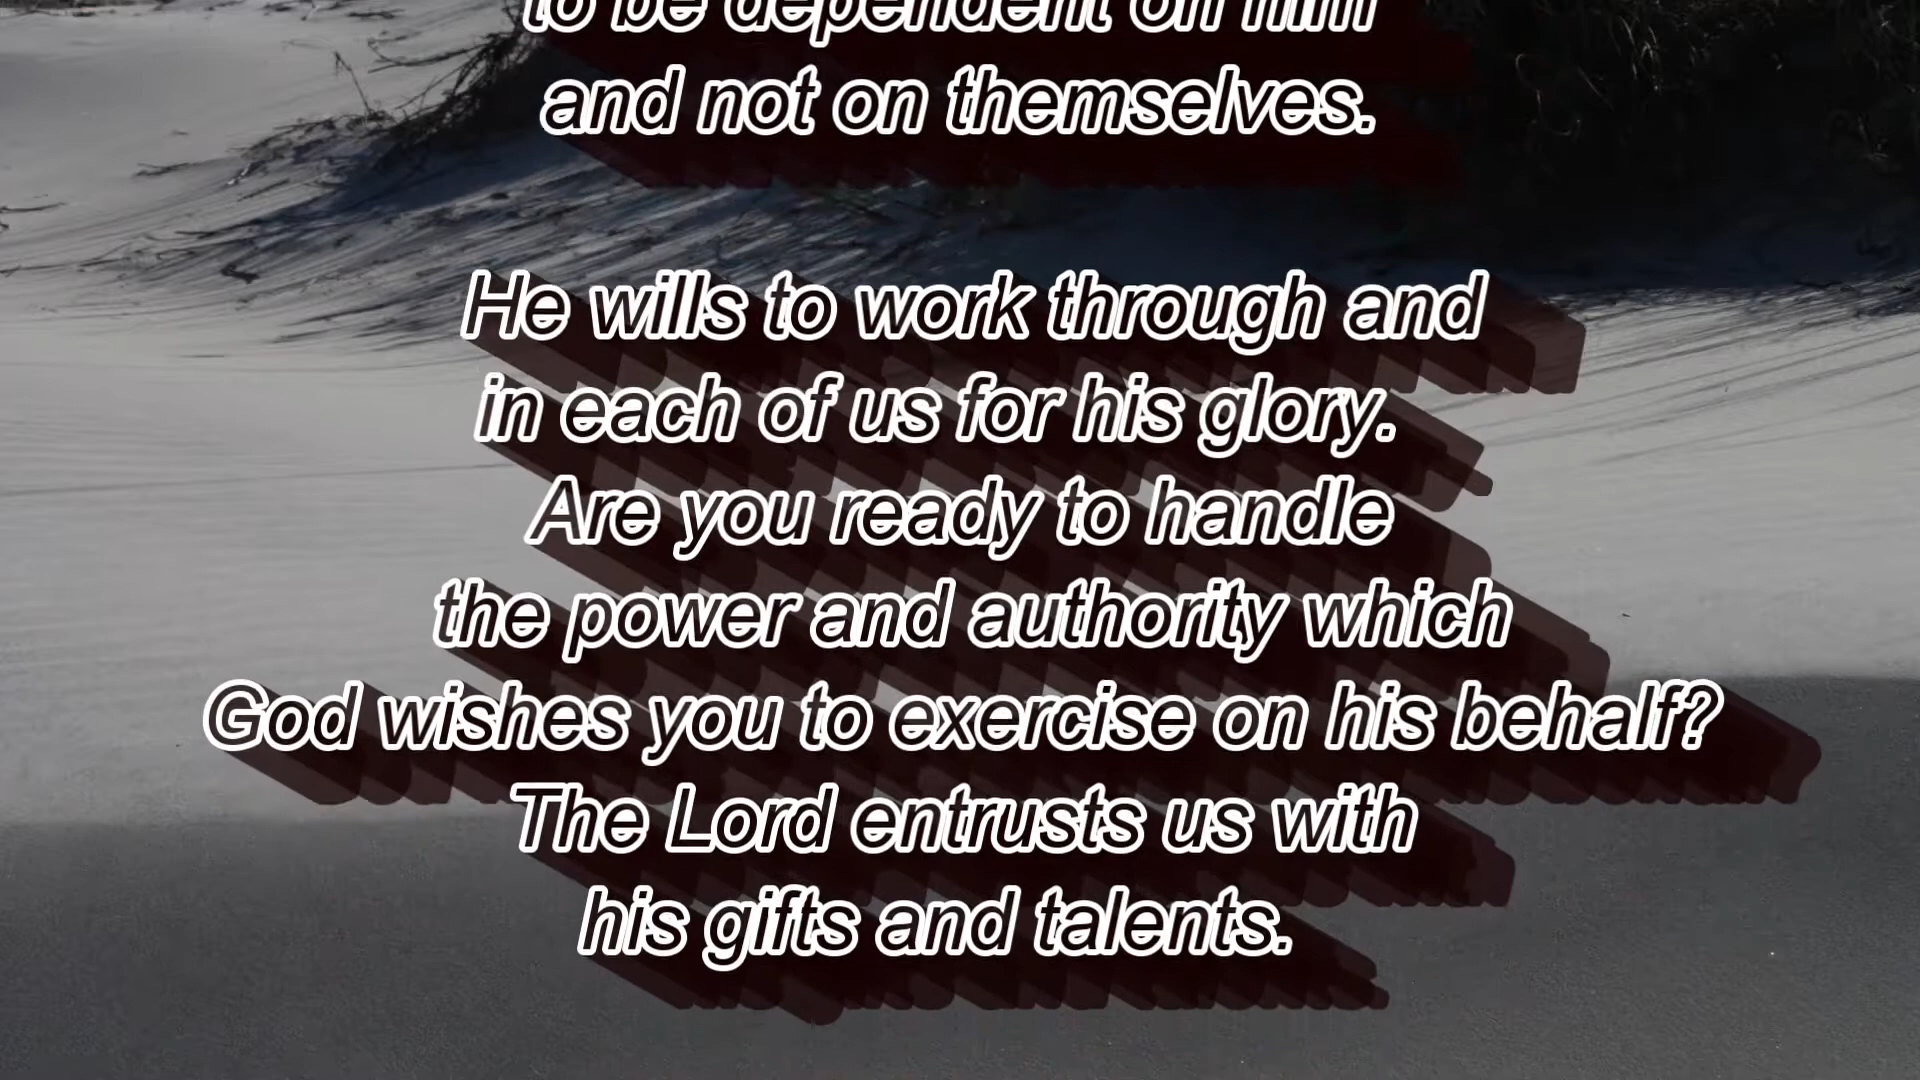 to be dependent on him
and not on themselves.
He wills to work through and
in each of us for his glory.
Are you ready to handle
the power and authority which
God wishes you to exercise on his behalf?
The Lord entrusts us with
his gifts and talents.